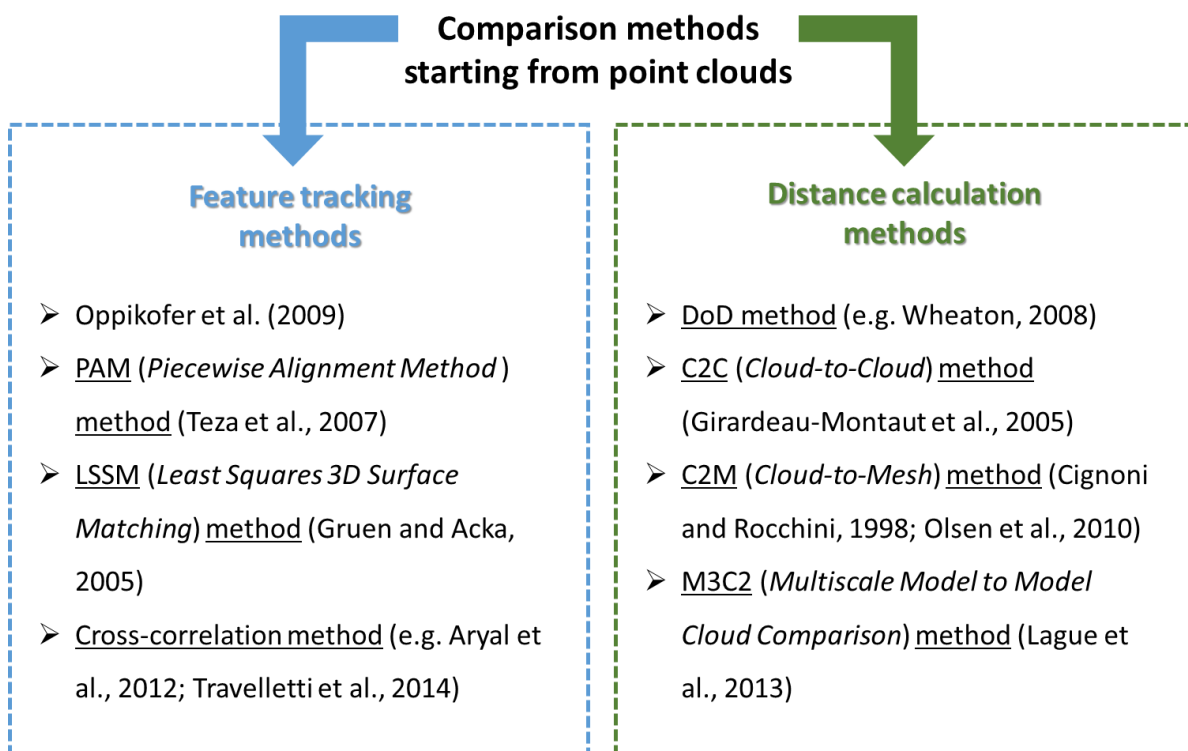 Comparison methods
starting from point clouds
Feature tracking
methods
➢ Oppikofer et al. (2009)
➢ PAM (Piecewise Alignment Method )
method (Teza et al., 2007)
➢ LSSM (Least Squares 3D Surface
Matching) method (Gruen and Acka,
2005)
➢ Cross-correlation method (e.g. Aryal et
al., 2012; Travelletti et al., 2014)
Distance calculation
methods
➢ DoD method (e.g. Wheaton, 2008)
➢ C2C (Cloud-to-Cloud) method
(Girardeau-Montaut et al., 2005)
➢ C2M (Cloud-to-Mesh) method (Cignoni
and Rocchini, 1998; Olsen et al., 2010)
➢ M3C2 (Multiscale Model to Model
Cloud Comparison) method (Lague et
al., 2013)